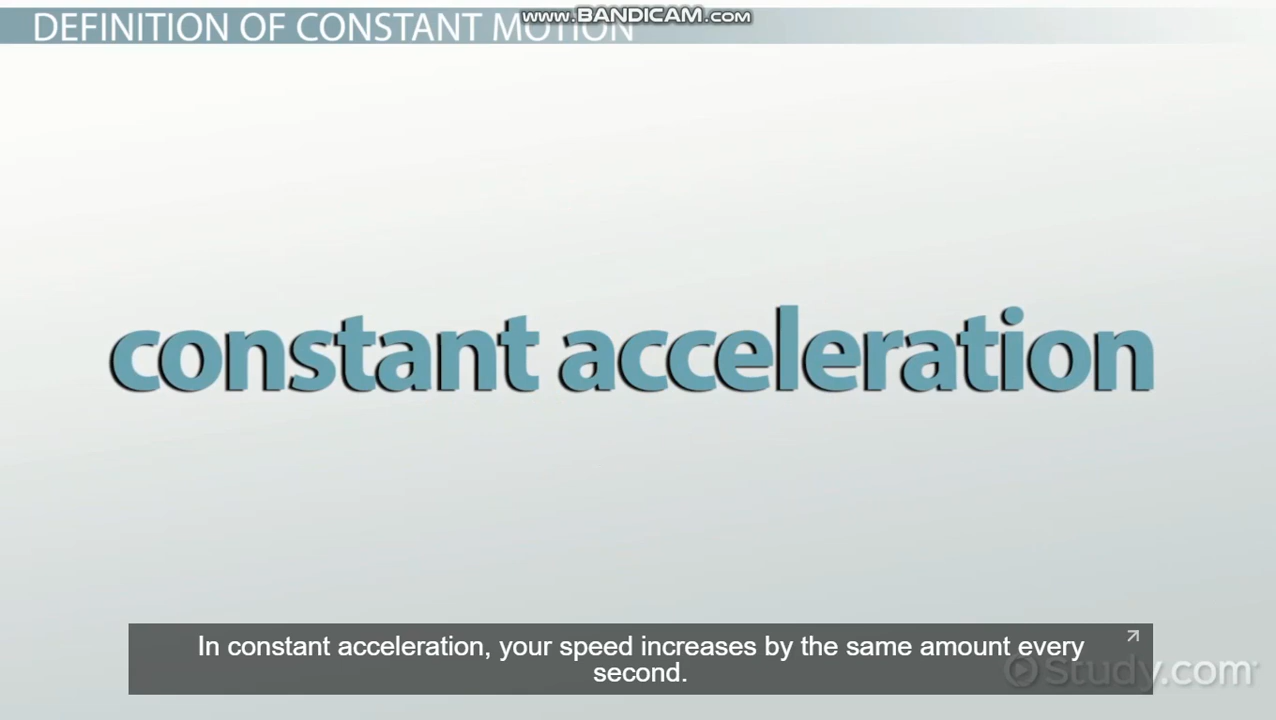 www.BANDICAM.com
DEFINITION OF CONSTANT MOTION
constant acceleration
In constant acceleration, your speed increases by the same amount every
second.
Study.com